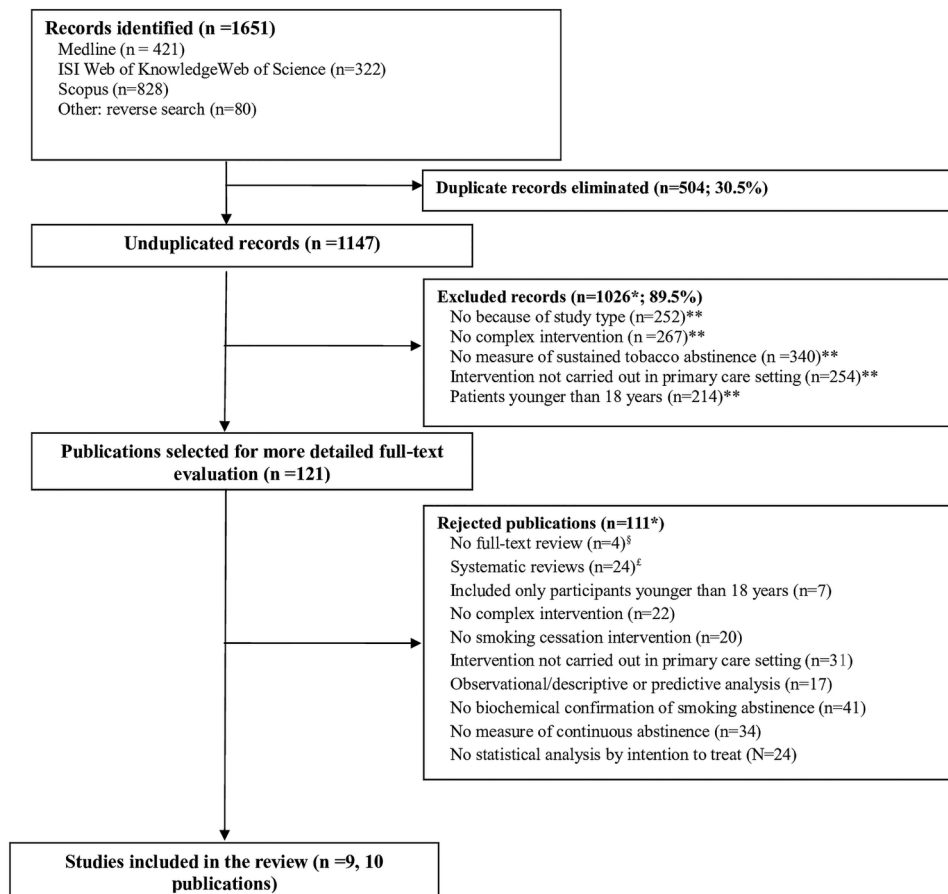 Records identified (n =1651)
Medline (n = 421)
ISI Web of KnowledgeWeb of Science (n=322)
Scopus (n=828)
Other: reverse search (n=80)
Duplicate records eliminated (n=504; 30.5%)
Unduplicated records (n =1147)
Excluded records (n=1026*; 89.5%)
No because of study type (n=252)**
No complex intervention (n =267)**
No measure of sustained tobacco abstinence (n =340)**
Intervention not carried out in primary care setting (n=254)**
Patients younger than 18 years (n=214)**
Publications selected for more detailed full-text
evaluation (n =121)
Rejected publications (n=111*)
No full-text review (n=4)§
Systematic reviews (n=24)£
Included only participants younger than 18 years (n=7)
No complex intervention (n=22)
No smoking cessation intervention (n=20)
Intervention not carried out in primary care setting (n=31)
Observational/descriptive or predictive analysis (n=17)
No biochemical confirmation of smoking abstinence (n=41)
No measure of continuous abstinence (n=34)
No statistical analysis by intention to treat (N=24)
Studies included in the review (n =9, 10
publications)